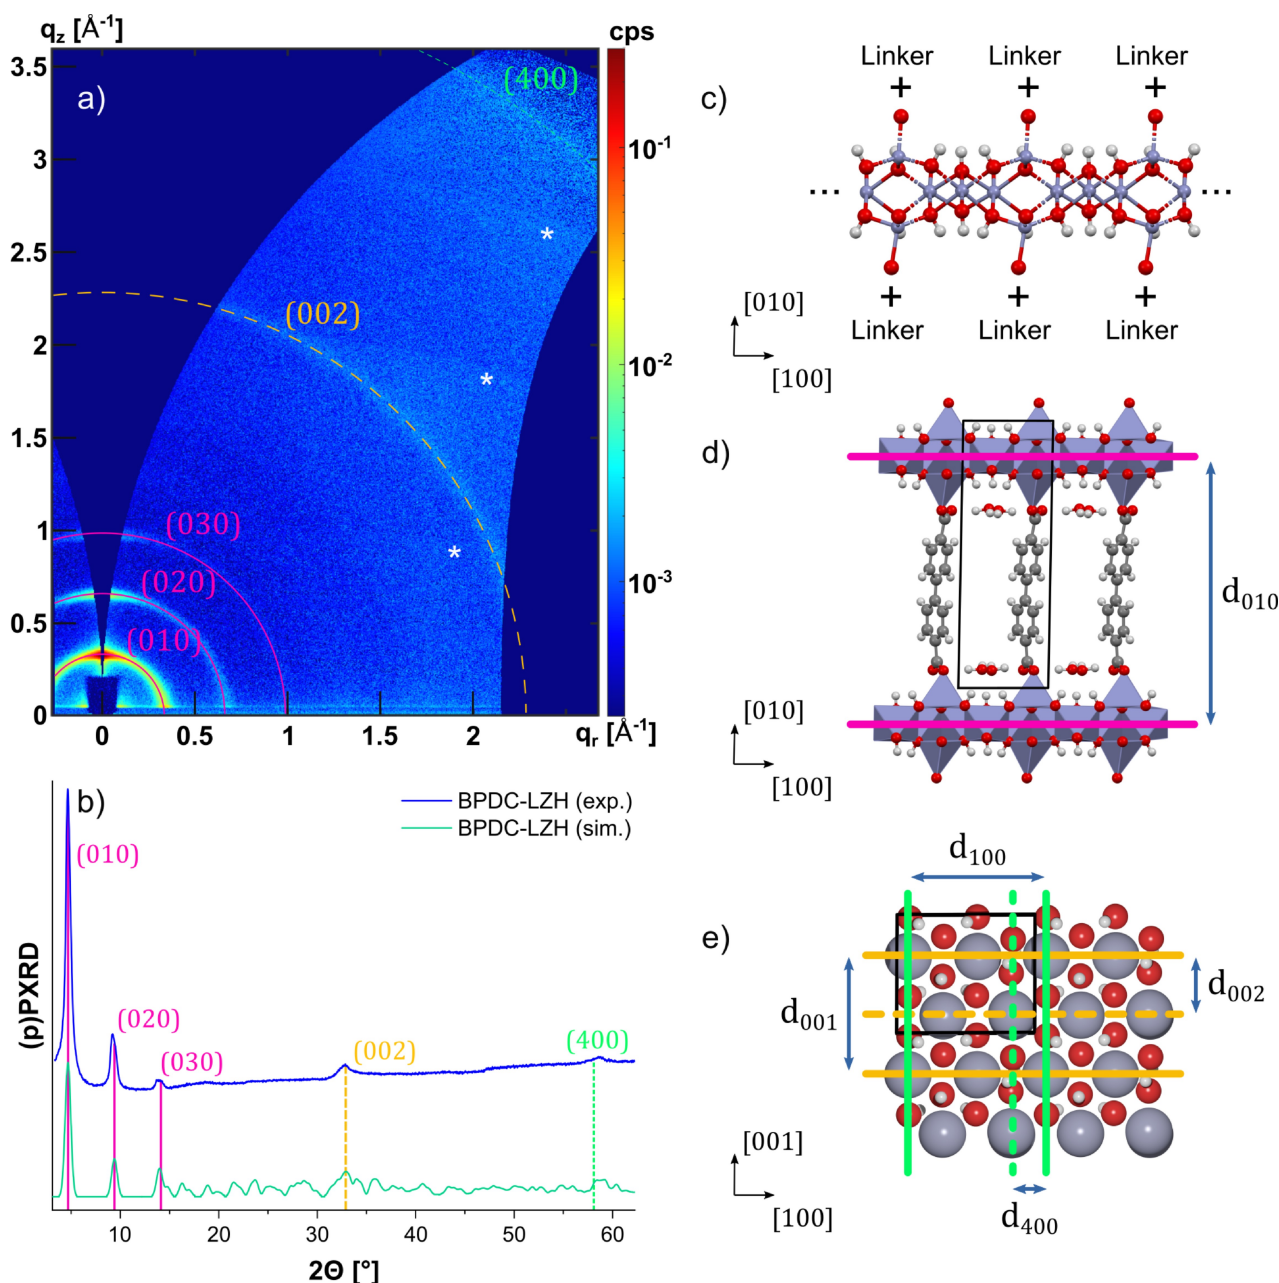 q_z [Å⁻¹]
cps
3.5
3
2.5
2
1.5
1
0.5
0
a)
(400)
(002)
(030)
(020)
(010)
*
*
*
10⁻¹
10⁻²
10⁻³
0
0.5
1
1.5
2
q_r [Å⁻¹]
b)
BPDC-LZH (exp.)
BPDC-LZH (sim.)
(010)
(020)
(030)
(002)
(400)
(p)PXRD
10
20
30
40
50
60
2Θ [°]
c)
Linker
Linker
Linker
+
+
+
...
...
+
+
+
Linker
Linker
Linker
[010]
[100]
d)
d₀₁₀
[010]
[100]
e)
d₁₀₀
d₀₀₁
d₀₀₂
[001]
[100]
d₄₀₀